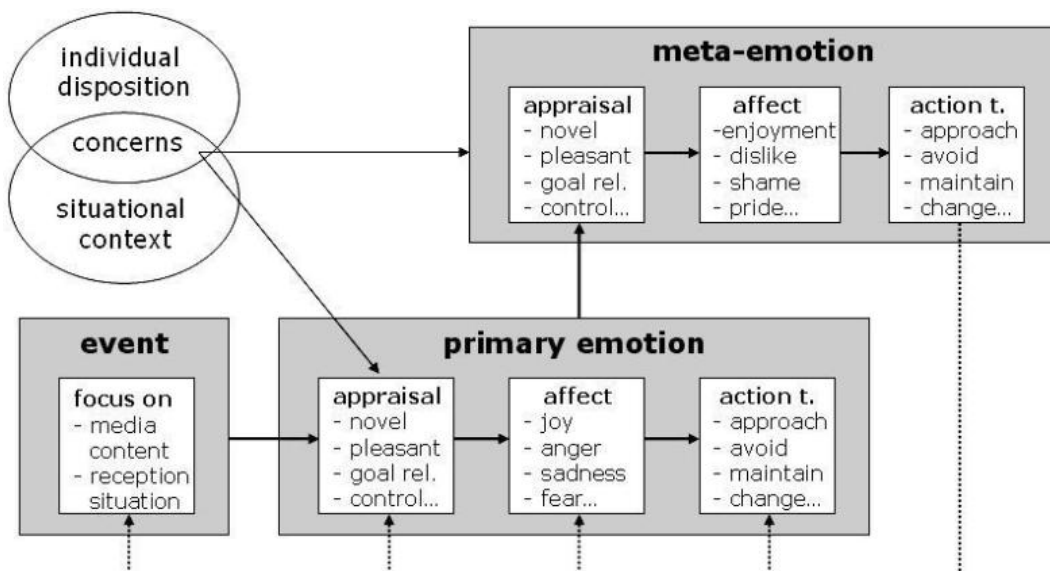 individual
disposition
concerns
situational
context
meta-emotion
appraisal
- novel
- pleasant
- goal rel.
- control...
affect
-enjoyment
- dislike
- shame
- pride...
action t.
- approach
- avoid
- maintain
- change...
event
focus on
- media
content
- reception
situation
primary emotion
appraisal
- novel
- pleasant
- goal rel.
- control...
affect
- joy
- anger
- sadness
- fear...
action t.
- approach
- avoid
- maintain
- change...